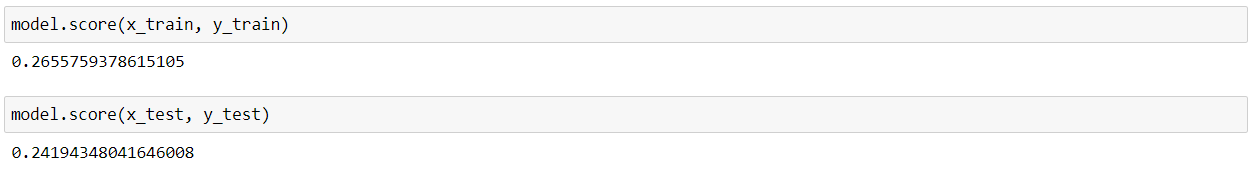 model.score(x_train, y_train)
0.2655759378615105
model.score(x_test, y_test)
0.24194348041646008